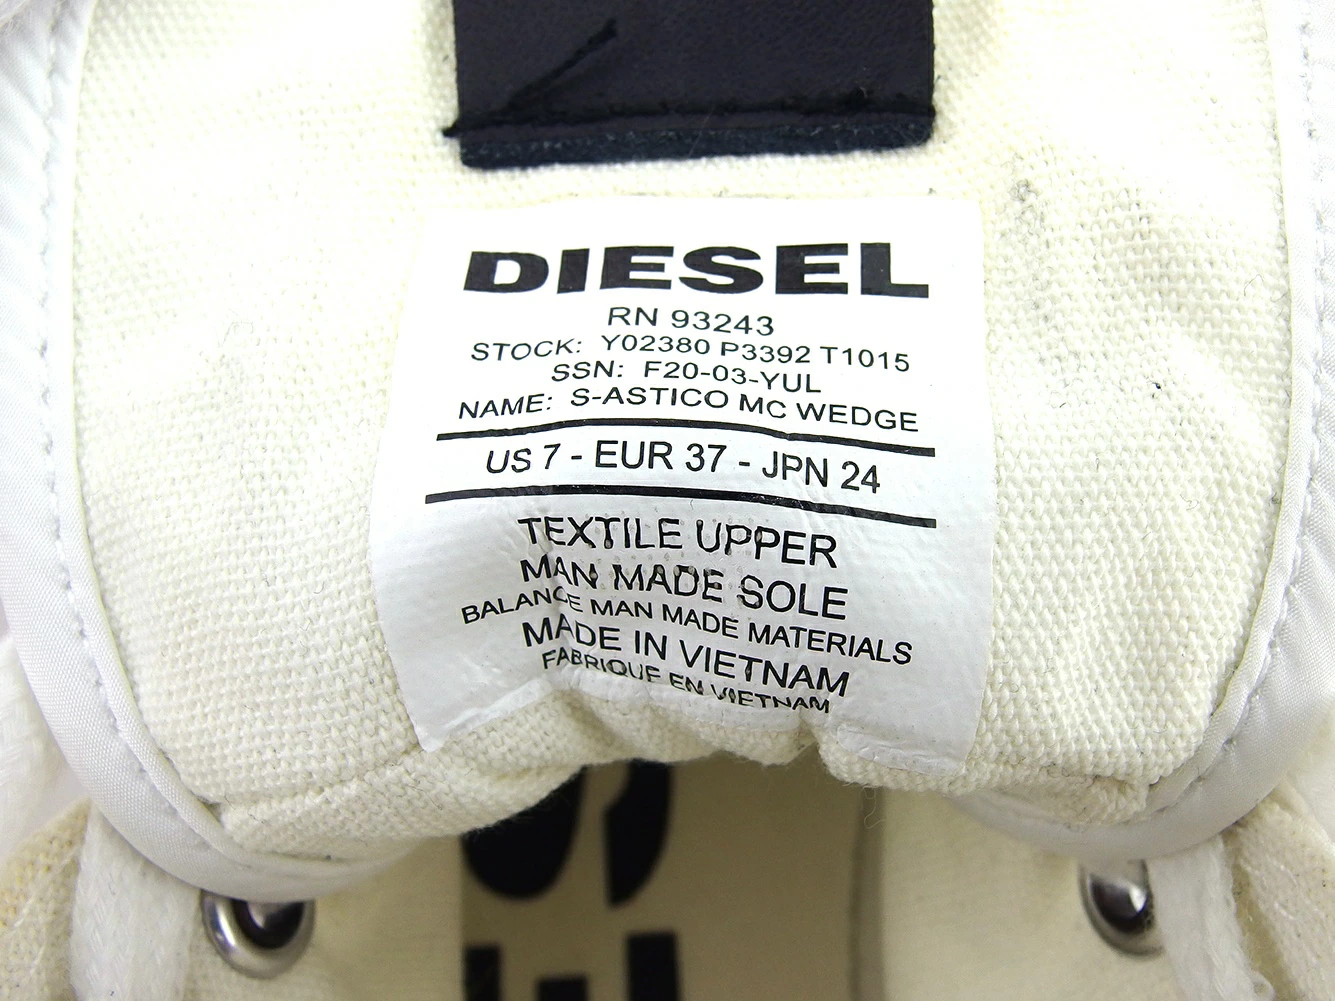 DIESEL
RN 93243
STOCK: Y02380 P3392 T1015
SSN: F20-03-YUL
NAME: S-ASTICO MC WEDGE
US 7 - EUR 37 - JPN 24
TEXTILE UPPER
MAN MADE SOLE
BALANCE MAN MADE MATERIALS
MADE IN VIETNAM
FABRIQUE EN VIETNAM